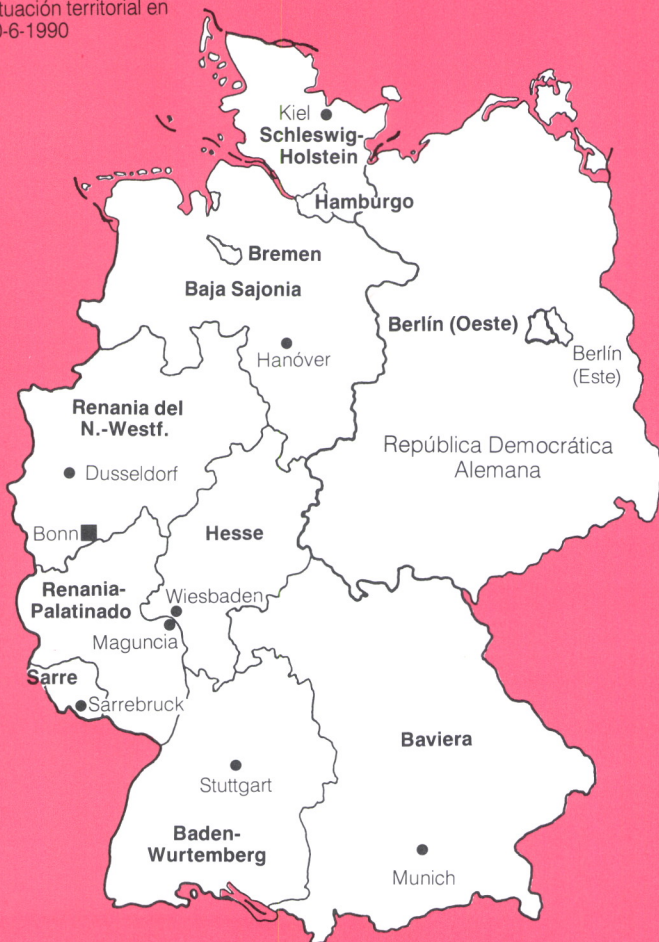 tuación territorial en
0-6-1990
Kiel
Schleswig-
Holstein
Hamburgo
Bremen
Baja Sajonia
Berlín (Oeste)
Hanóver
Berlín
(Este)
Renania del
N.-Westf.
República Democrática
Alemana
Dusseldorf
Bonn
Hesse
Renania-
Palatinado
Wiesbaden
Maguncia
Sarre
Sarrebruck
Baviera
Stuttgart
Baden-
Wurtemberg
Munich